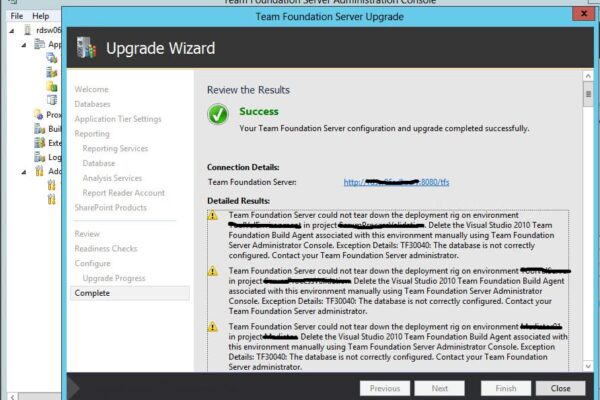 Team Foundation Server Administration Console
Team Foundation Server Upgrade
File Help
rdsw06
App
Prox
Buil
Exte
Log
Add
Upgrade Wizard
Welcome
Databases
Application Tier Settings
Reporting
Reporting Services
Database
Analysis Services
Report Reader Account
SharePoint Products
Review
Readiness Checks
Configure
Upgrade Progress
Complete
Review the Results
Success
Your Team Foundation Server configuration and upgrade completed successfully.
Connection Details:
Team Foundation Server: http:// :8080/tfs
Detailed Results:
Team Foundation Server could not tear down the deployment rig on environment
in project . Delete the Visual Studio 2010 Team
Foundation Build Agent associated with this environment manually using Team Foundation
Server Administrator Console. Exception Details: TF30040: The database is not correctly
configured. Contact your Team Foundation Server administrator.
Team Foundation Server could not tear down the deployment rig on environment
in project . Delete the Visual Studio 2010 Team Foundation Build Agent
associated with this environment manually using Team Foundation Server Administrator
Console. Exception Details: TF30040: The database is not correctly configured. Contact your
Team Foundation Server administrator.
Team Foundation Server could not tear down the deployment rig on environment
in project . Delete the Visual Studio 2010 Team Foundation Build Agent associated
with this environment manually using Team Foundation Server Administrator Console. Exception
Details: TF30040: The database is not correctly configured. Contact your Team Foundation
Server administrator.
Previous Next Finish Close